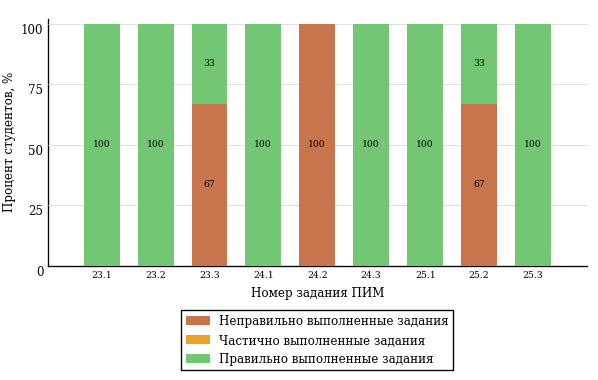 Процент студентов, %
100
75
50
25
0
100
100
33
67
100
100
100
100
33
67
100
23.1 23.2 23.3 24.1 24.2 24.3 25.1 25.2 25.3
Номер задания ПИМ
Неправильно выполненные задания
Частично выполненные задания
Правильно выполненные задания